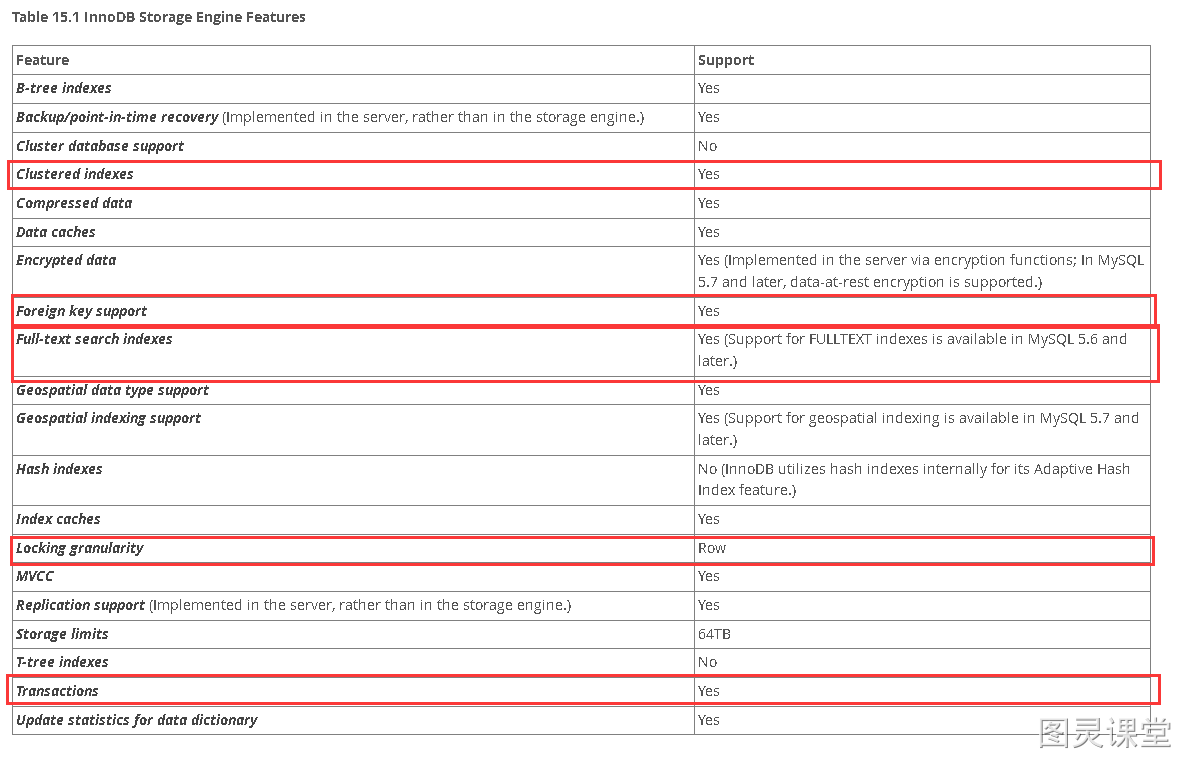 Table 15.1 InnoDB Storage Engine Features
Feature Support
B-tree indexes Yes
Backup/point-in-time recovery (Implemented in the server, rather than in the storage engine.) Yes
Cluster database support No
Clustered indexes Yes
Compressed data Yes
Data caches Yes
Encrypted data Yes (Implemented in the server via encryption functions; In MySQL
5.7 and later, data-at-rest encryption is supported.)
Foreign key support Yes
Full-text search indexes Yes (Support for FULLTEXT indexes is available in MySQL 5.6 and
later.)
Geospatial data type support Yes
Geospatial indexing support Yes (Support for geospatial indexing is available in MySQL 5.7 and
later.)
Hash indexes No (InnoDB utilizes hash indexes internally for its Adaptive Hash
Index feature.)
Index caches Yes
Locking granularity Row
MVCC Yes
Replication support (Implemented in the server, rather than in the storage engine.) Yes
Storage limits 64TB
T-tree indexes No
Transactions Yes
Update statistics for data dictionary Yes
图灵课堂